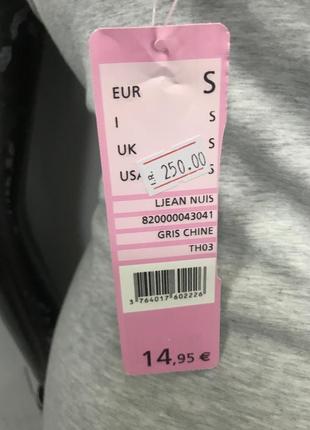 EUR S
I S
UK S
USA S
250.00
LJEAN NUIS
820000043041
GRIS CHINE
TH03
3 764017 602226
14,95 €